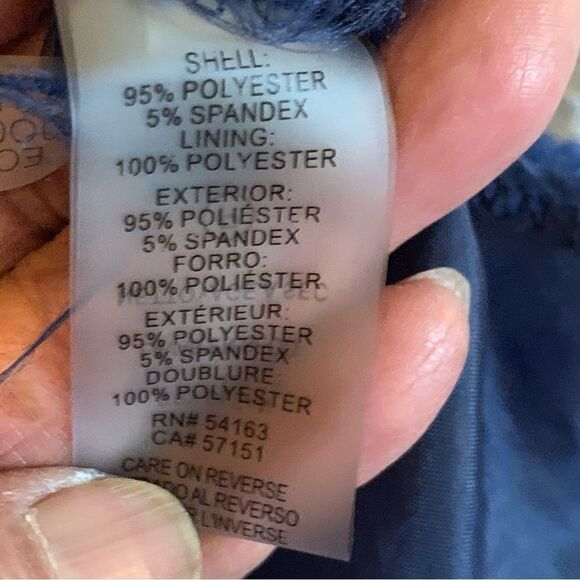 SHELL:
95% POLYESTER
5% SPANDEX
LINING:
100% POLYESTER
EXTERIOR:
95% POLIÉSTER
5% SPANDEX
FORRO:
100% POLIÉSTER
EXTÉRIEUR:
95% POLYESTER
5% SPANDEX
DOUBLURE:
100% POLYESTER
RN# 54163
CA# 57151
CARE ON REVERSE
AL REVERSO
L'INVERSE